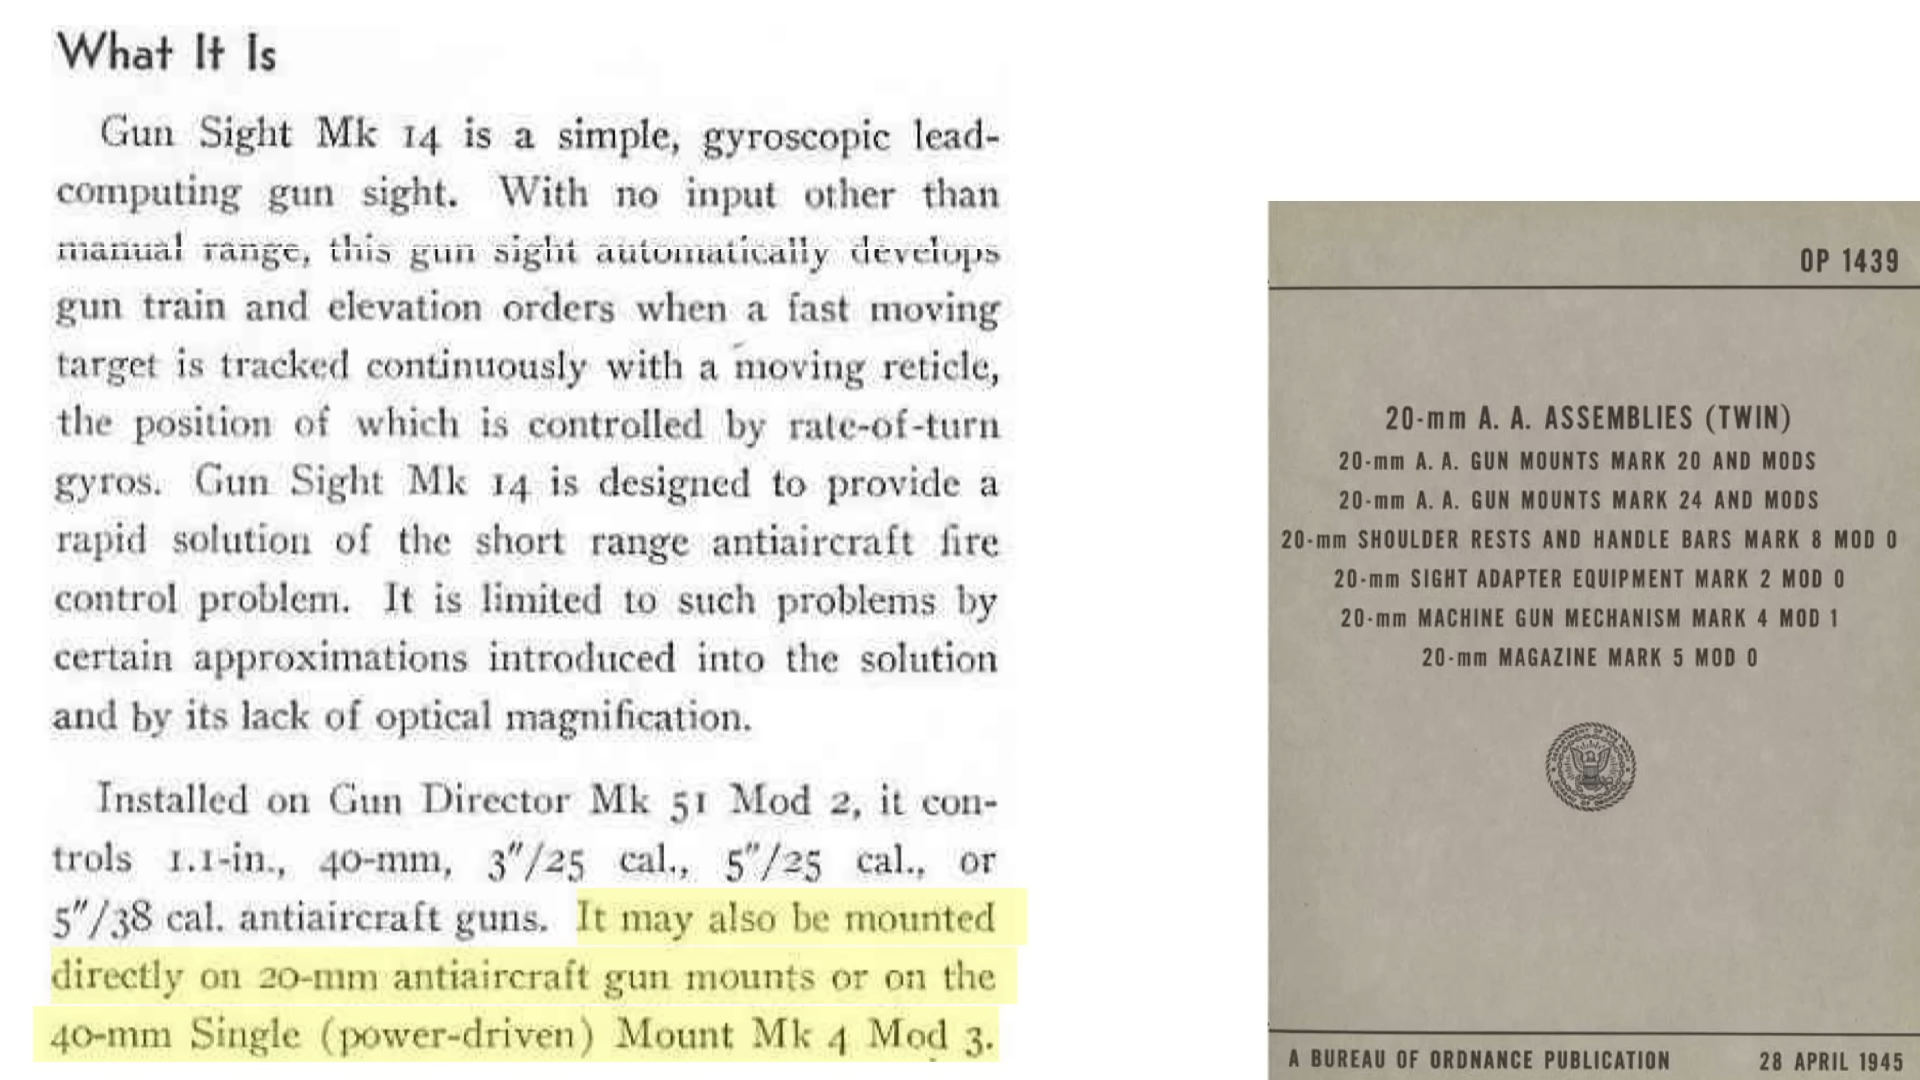 What It Is
Gun Sight Mk 14 is a simple, gyroscopic lead-
computing gun sight. With no input other than
manual range, this gun sight automatically develops
gun train and elevation orders when a fast moving
target is tracked continuously with a moving reticle,
the position of which is controlled by rate-of-turn
gyros. Gun Sight Mk 14 is designed to provide a
rapid solution of the short range antiaircraft fire
control problem. It is limited to such problems by
certain approximations introduced into the solution
and by its lack of optical magnification.
Installed on Gun Director Mk 51 Mod 2, it con-
trols 1.1-in., 40-mm, 3"/25 cal., 5"/25 cal., or
5"/38 cal. antiaircraft guns. It may also be mounted
directly on 20-mm antiaircraft gun mounts or on the
40-mm Single (power-driven) Mount Mk 4 Mod 3.
OP 1439
20-mm A. A. ASSEMBLIES (TWIN)
20-mm A. A. GUN MOUNTS MARK 20 AND MODS
20-mm A. A. GUN MOUNTS MARK 24 AND MODS
20-mm SHOULDER RESTS AND HANDLE BARS MARK 8 MOD 0
20-mm SIGHT ADAPTER EQUIPMENT MARK 2 MOD 0
20-mm MACHINE GUN MECHANISM MARK 4 MOD 1
20-mm MAGAZINE MARK 5 MOD 0
A BUREAU OF ORDNANCE PUBLICATION 28 APRIL 1945